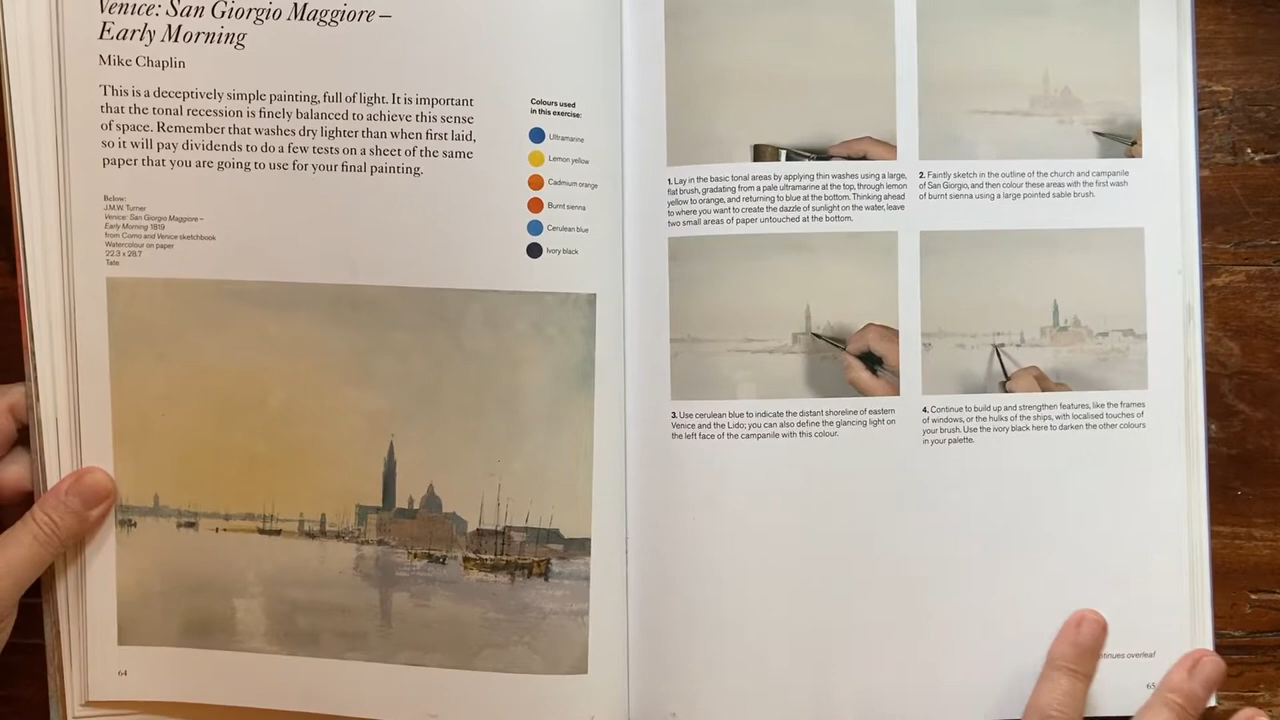 Venice: San Giorgio Maggiore –
Early Morning
Mike Chaplin
This is a deceptively simple painting, full of light. It is important
that the tonal recession is finely balanced to achieve this sense
of space. Remember that washes dry lighter than when first laid,
so it will pay dividends to do a few tests on a sheet of the same
paper that you are going to use for your final painting.
Below:
J.M.W. Turner
Venice: San Giorgio Maggiore –
Early Morning 1819
from Como and Venice sketchbook
Watercolour on paper
22.3 x 28.7
Tate
Colours used
in this exercise:
Ultramarine
Lemon yellow
Cadmium orange
Burnt sienna
Cerulean blue
Ivory black
64
1. Lay in the basic tonal areas by applying thin washes using a large,
flat brush, gradating from a pale ultramarine at the top, through lemon
yellow to orange, and returning to blue at the bottom. Thinking ahead
to where you want to create the dazzle of sunlight on the water, leave
two small areas of paper untouched at the bottom.
2. Faintly sketch in the outline of the church and campanile
of San Giorgio, and then colour these areas with the first wash
of burnt sienna using a large pointed sable brush.
3. Use cerulean blue to indicate the distant shoreline of eastern
Venice and the Lido; you can also define the glancing light on
the left face of the campanile with this colour.
4. Continue to build up and strengthen features, like the frames
of windows, or the hulks of the ships, with localised touches of
your brush. Use the ivory black here to darken the other colours
in your palette.
overleaf
65